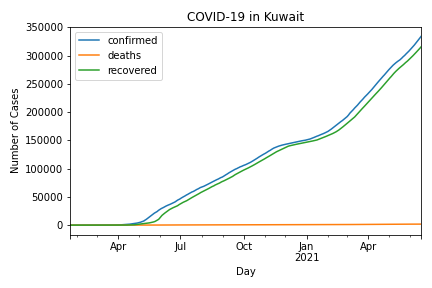 COVID-19 in Kuwait
confirmed
deaths
recovered
Number of Cases
350000
300000
250000
200000
150000
100000
50000
0
Apr
Jul
Oct
Jan
2021
Apr
Day